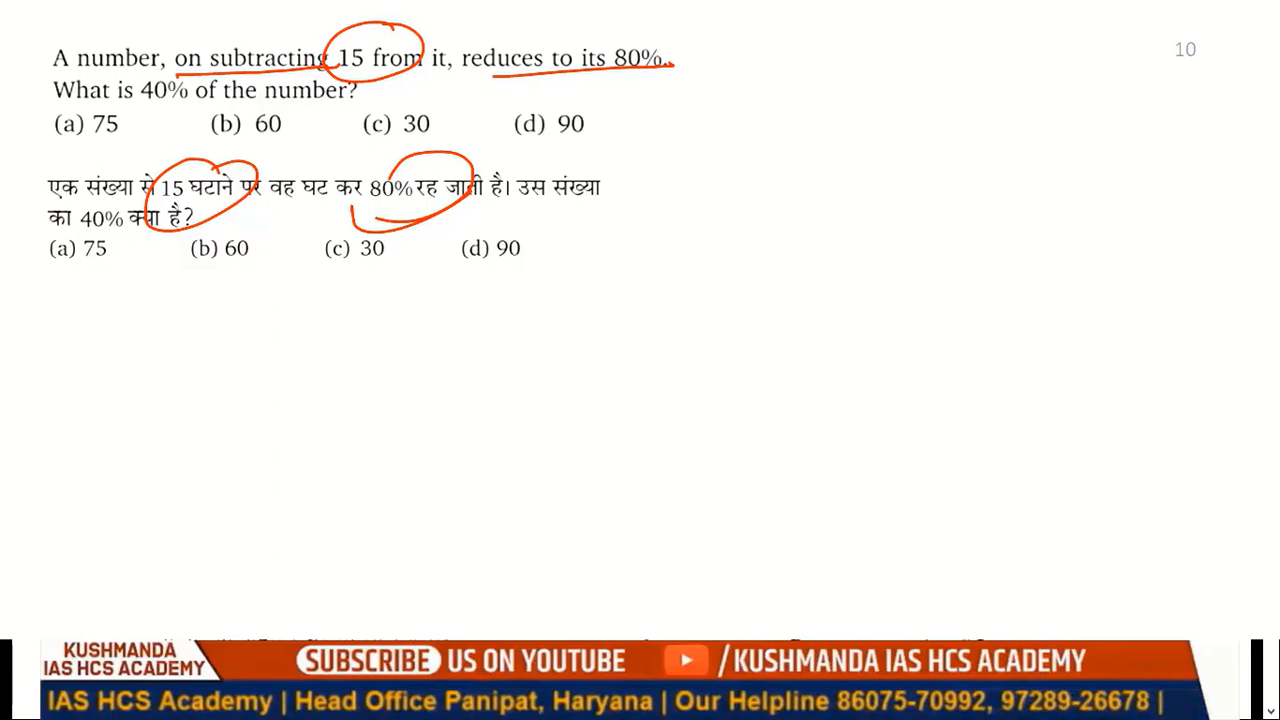 A number, on subtracting 15 from it, reduces to its 80%.
What is 40% of the number?
(a) 75 (b) 60 (c) 30 (d) 90
10
एक संख्या से 15 घटाने पर वह घट कर 80% रह जाती है। उस संख्या
का 40% क्या है?
(a) 75 (b) 60 (c) 30 (d) 90
KUSHMANDA
IAS HCS ACADEMY
SUBSCRIBE US ON YOUTUBE /KUSHMANDA IAS HCS ACADEMY
IAS HCS Academy | Head Office Panipat, Haryana | Our Helpline 86075-70992, 97289-26678 |